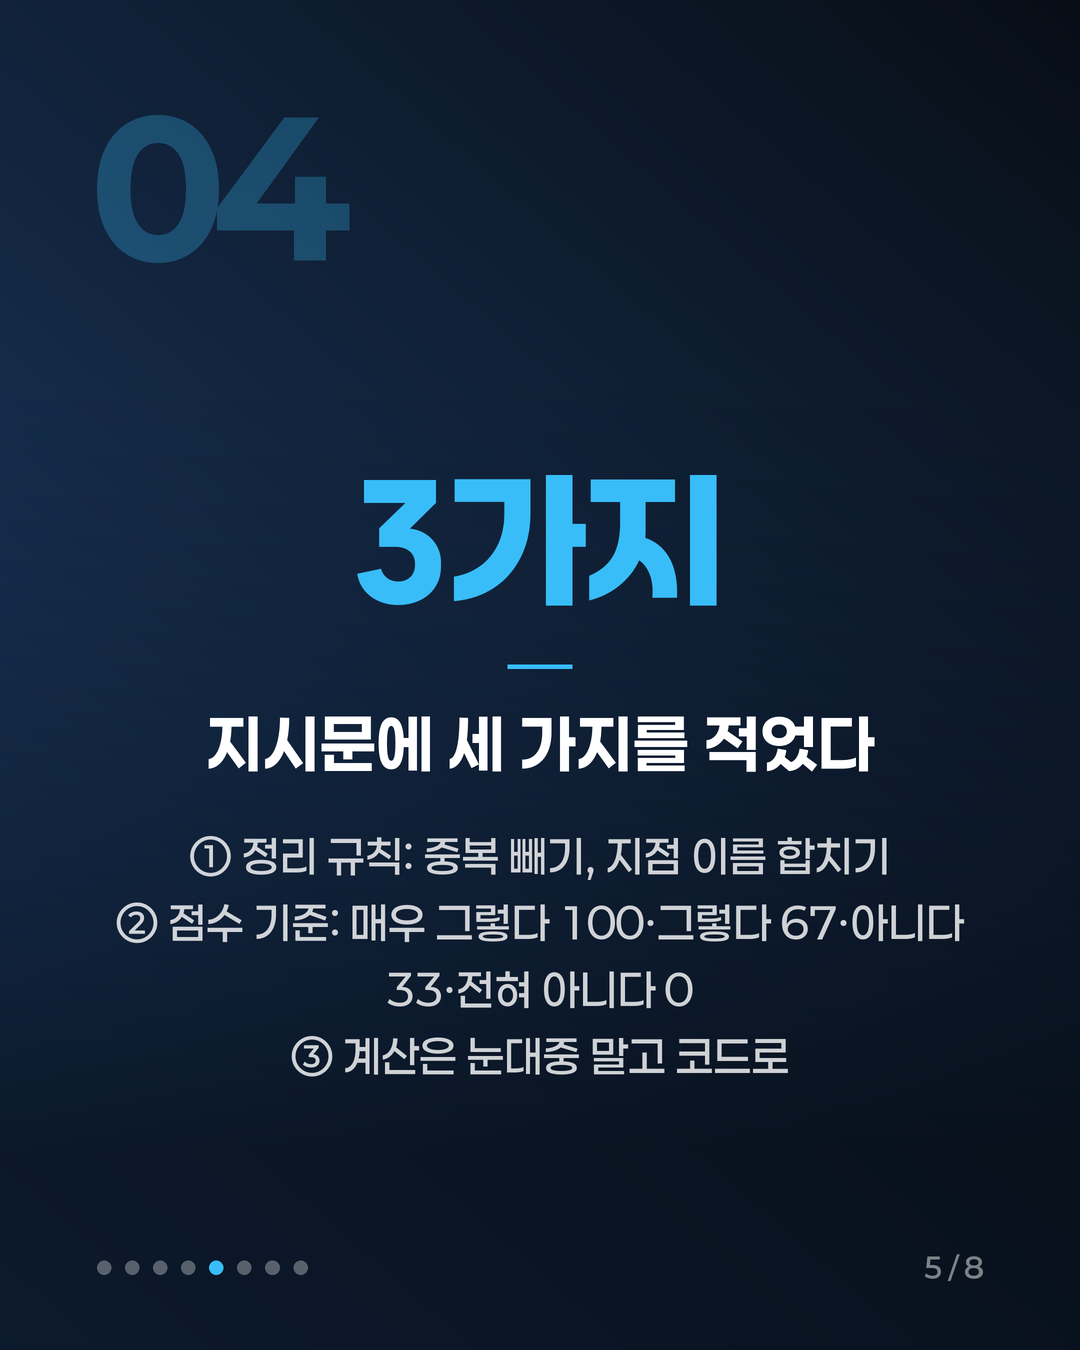 04
3가지
지시문에 세 가지를 적었다
① 정리 규칙: 중복 빼기, 지점 이름 합치기
② 점수 기준: 매우 그렇다 100·그렇다 67·아니다
33·전혀 아니다 0
③ 계산은 눈대중 말고 코드로
5/8